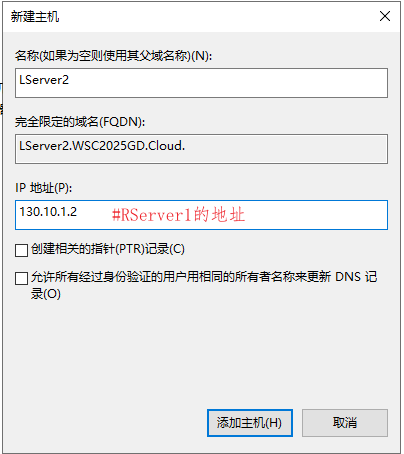 新建主机
名称(如果为空则使用其父域名称)(N):
LServer2
完全限定的域名(FQDN):
LServer2.WSC2025GD.Cloud.
IP 地址(P):
130.10.1.2 #RServer1的地址
创建相关的指针(PTR)记录(C)
允许所有经过身份验证的用户用相同的所有者名称来更新 DNS 记
录(O)
添加主机(H) 取消